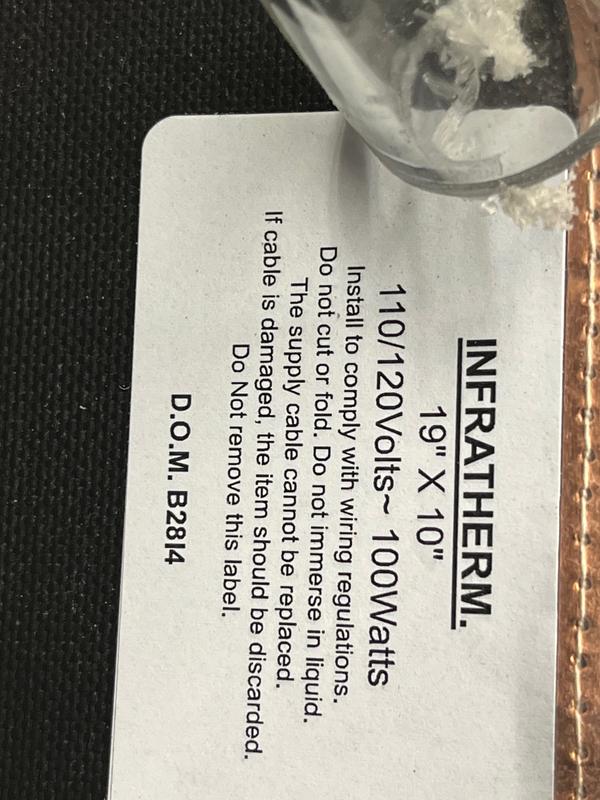 INFRATHERM.
19" X 10"
110/120Volts~ 100Watts
Install to comply with wiring regulations.
Do not cut or fold. Do not immerse in liquid.
The supply cable cannot be replaced.
If cable is damaged, the item should be discarded.
Do Not remove this label.
D.O.M. B28I4